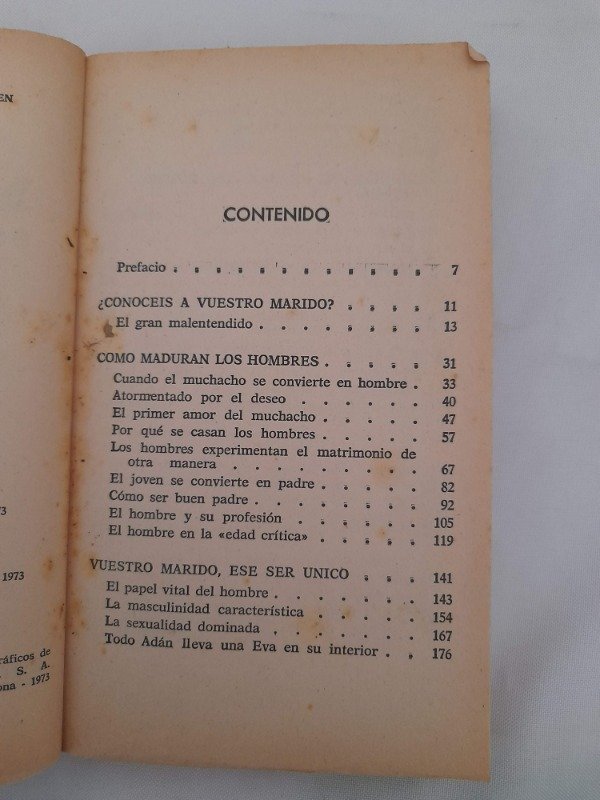 EN
73
1973
ráficos de
S. A.
ona - 1973
CONTENIDO
Prefacio . . . . . . . . . . . . 7
¿CONOCEIS A VUESTRO MARIDO? . . . . 11
El gran malentendido . . . . . . . 13
COMO MADURAN LOS HOMBRES . . . . . 31
Cuando el muchacho se convierte en hombre . 33
Atormentado por el deseo . . . . . 40
El primer amor del muchacho . . . . 47
Por qué se casan los hombres . . . . 57
Los hombres experimentan el matrimonio de
otra manera . . . . . . . . 67
El joven se convierte en padre . . . . 82
Cómo ser buen padre . . . . . . 92
El hombre y su profesión . . . . . 105
El hombre en la «edad crítica» . . . . 119
VUESTRO MARIDO, ESE SER UNICO . . . 141
El papel vital del hombre . . . . . 143
La masculinidad característica . . . . 154
La sexualidad dominada . . . . . 167
Todo Adán lleva una Eva en su interior . . 176